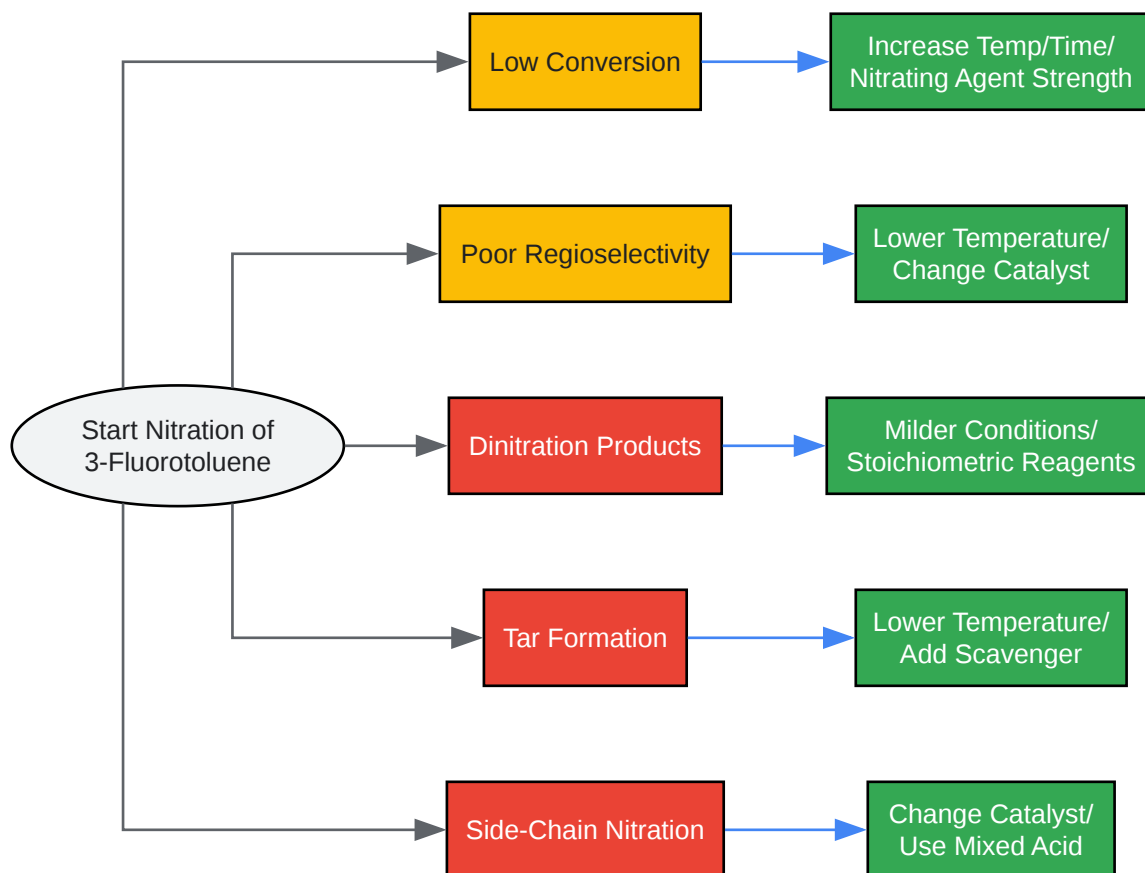 Low Conversion
Increase Temp/Time/
Nitrating Agent Strength
Poor Regioselectivity
Lower Temperature/
Change Catalyst
Start Nitration of
3-Fluorotoluene
Dinitration Products
Milder Conditions/
Stoichiometric Reagents
Tar Formation
Lower Temperature/
Add Scavenger
Side-Chain Nitration
Change Catalyst/
Use Mixed Acid